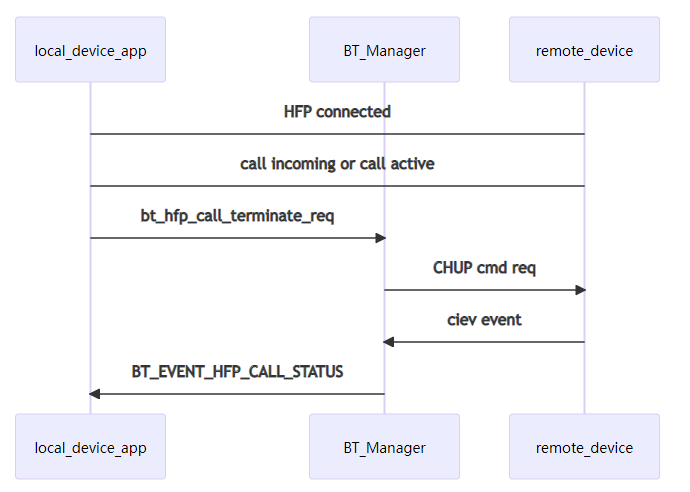 local_device_app
BT_Manager
remote_device
HFP connected
call incoming or call active
bt_hfp_call_terminate_req
CHUP cmd req
ciev event
BT_EVENT_HFP_CALL_STATUS
local_device_app
BT_Manager
remote_device